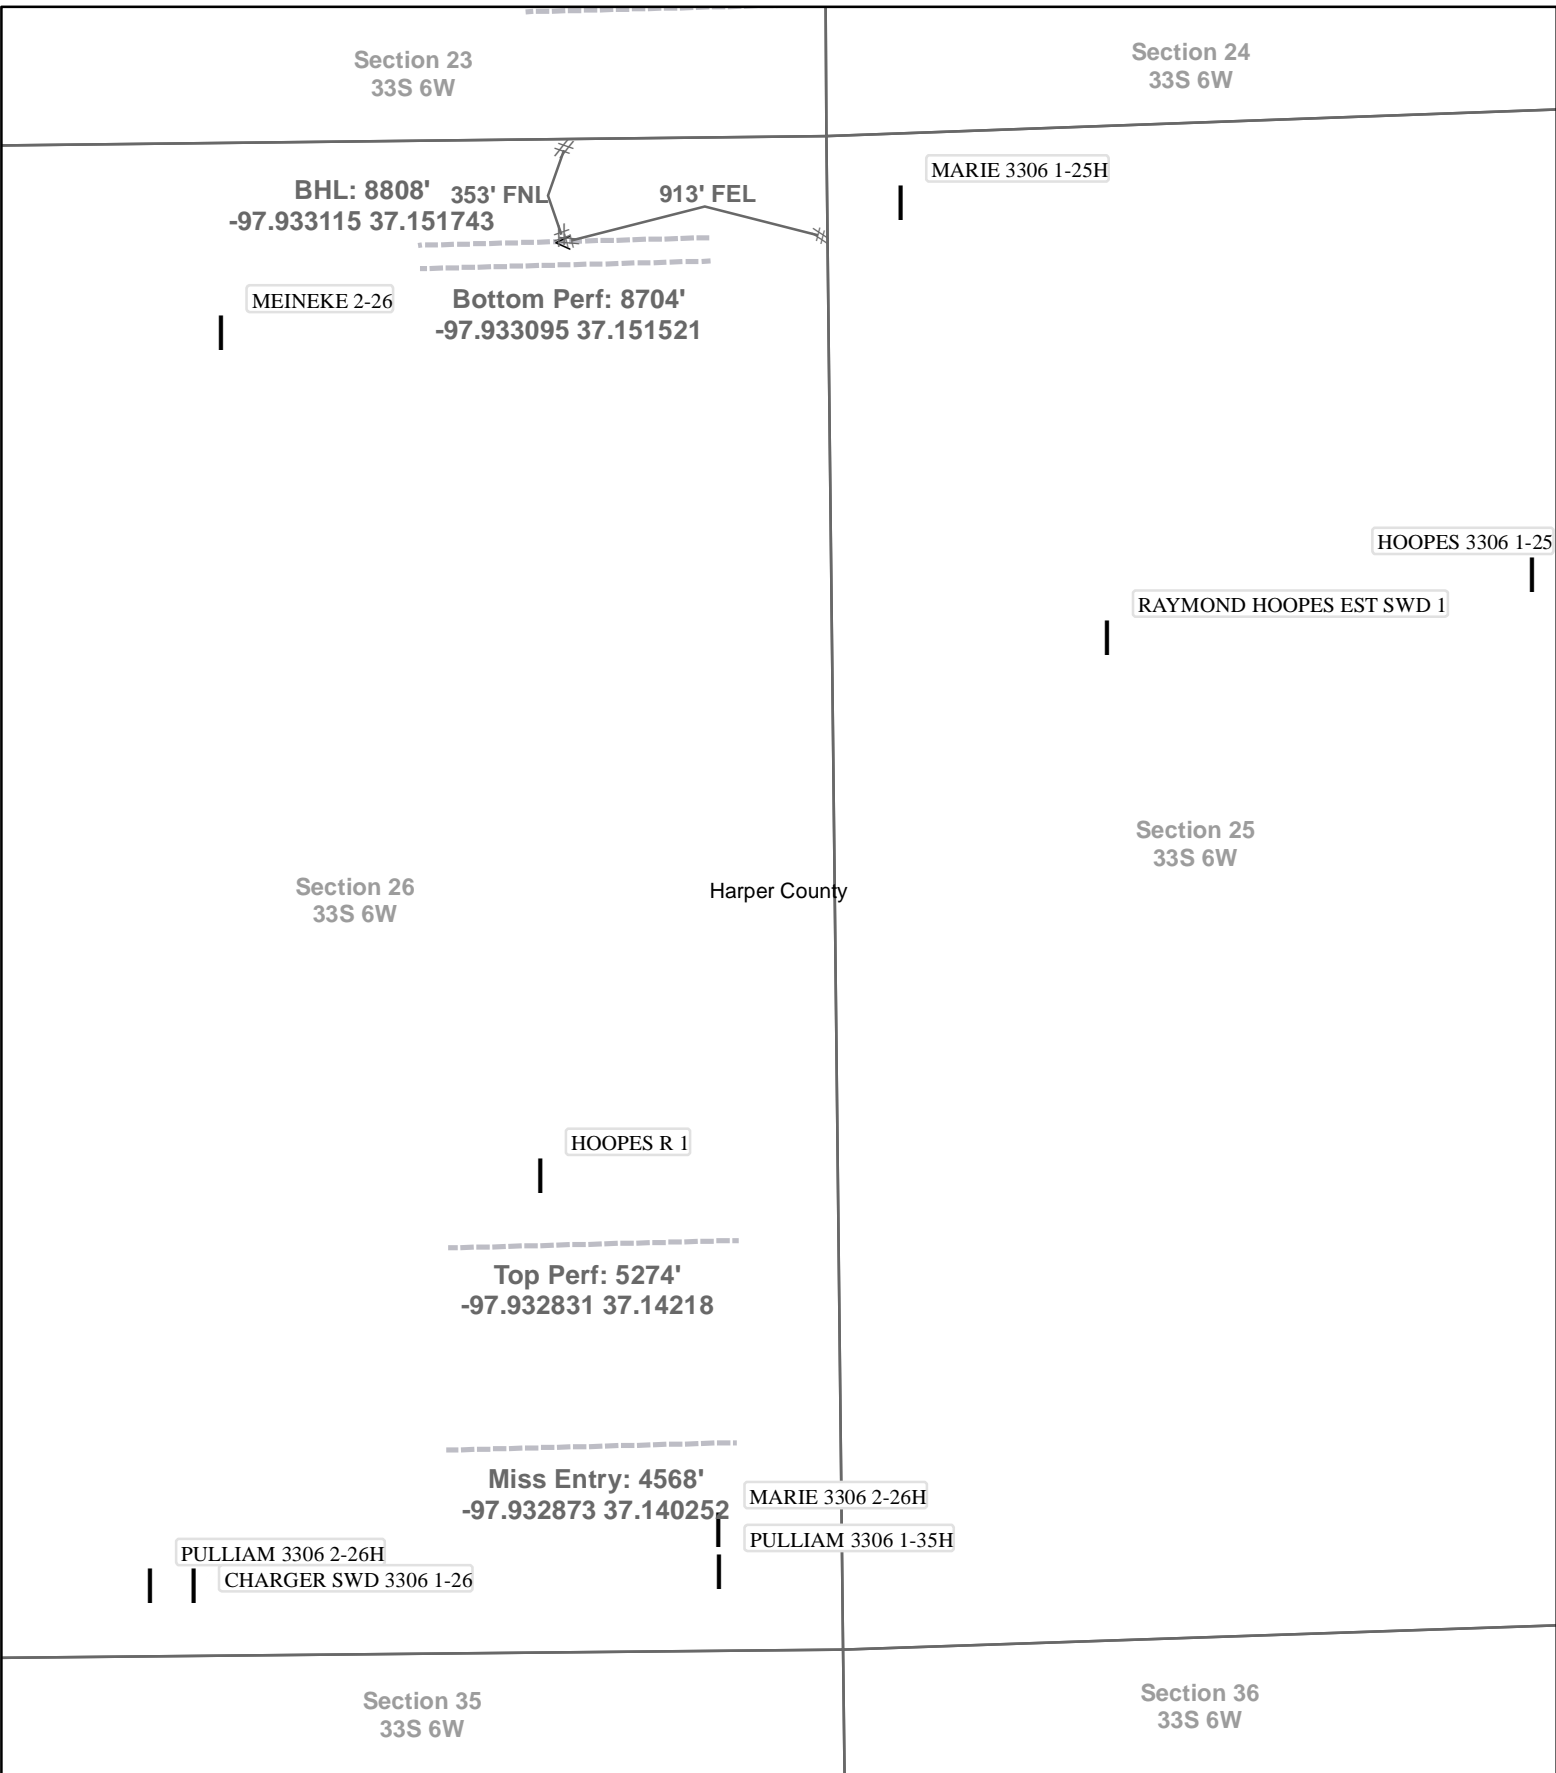 Section 23
33S 6W
Section 24
33S 6W
MARIE 3306 1-25H
BHL: 8808'
-97.933115 37.151743
353' FNL
913' FEL
MEINEKE 2-26
Bottom Perf: 8704'
-97.933095 37.151521
HOOPES 3306 1-25
RAYMOND HOOPES EST SWD 1
Section 25
33S 6W
Section 26
33S 6W
Harper County
HOOPES R 1
Top Perf: 5274'
-97.932831 37.14218
Miss Entry: 4568'
-97.932873 37.140252
MARIE 3306 2-26H
PULLIAM 3306 1-35H
PULLIAM 3306 2-26H
CHARGER SWD 3306 1-26
Section 35
33S 6W
Section 36
33S 6W